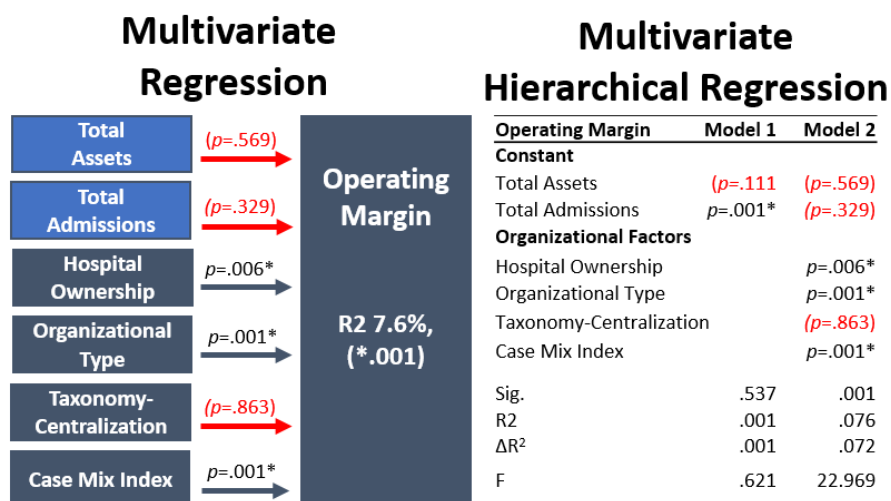 Multivariate
Regression
Total
Assets
(p=.569)
Total
Admissions
(p=.329)
Hospital
Ownership
p=.006*
Organizational
Type
p=.001*
Taxonomy-
Centralization
(p=.863)
Case Mix Index
p=.001*
Operating
Margin
R2 7.6%,
(*.001)
Multivariate
Hierarchical Regression
Operating Margin Model 1 Model 2
Constant
Total Assets (p=.111 (p=.569)
Total Admissions p=.001* (p=.329)
Organizational Factors
Hospital Ownership p=.006*
Organizational Type p=.001*
Taxonomy-Centralization (p=.863)
Case Mix Index p=.001*
Sig. .537 .001
R2 .001 .076
ΔR² .001 .072
F .621 22.969